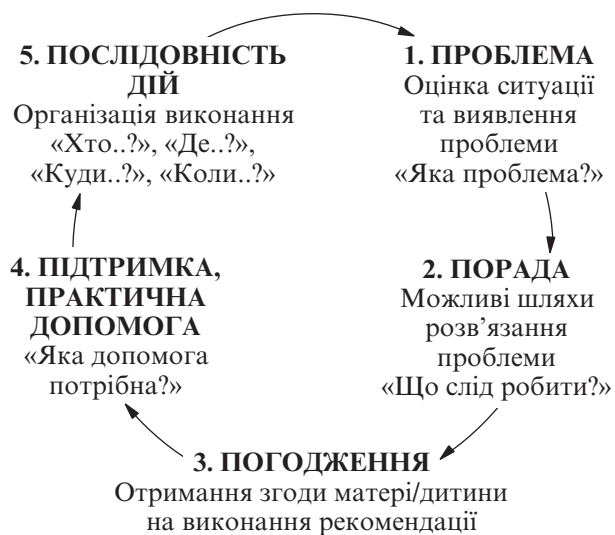 1. ПРОБЛЕМА
Оцінка ситуації
та виявлення
проблеми
«Яка проблема?»
2. ПОРАДА
Можливі шляхи
розв’язання
проблеми
«Що слід робити?»
3. ПОГОДЖЕННЯ
Отримання згоди матері/дитини
на виконання рекомендації
4. ПІДТРИМКА,
ПРАКТИЧНА
ДОПОМОГА
«Яка допомога
потрібна?»
5. ПОСЛІДОВНІСТЬ
ДІЙ
Організація виконання
«Хто..?», «Де..?»,
«Куди..?», «Коли..?»